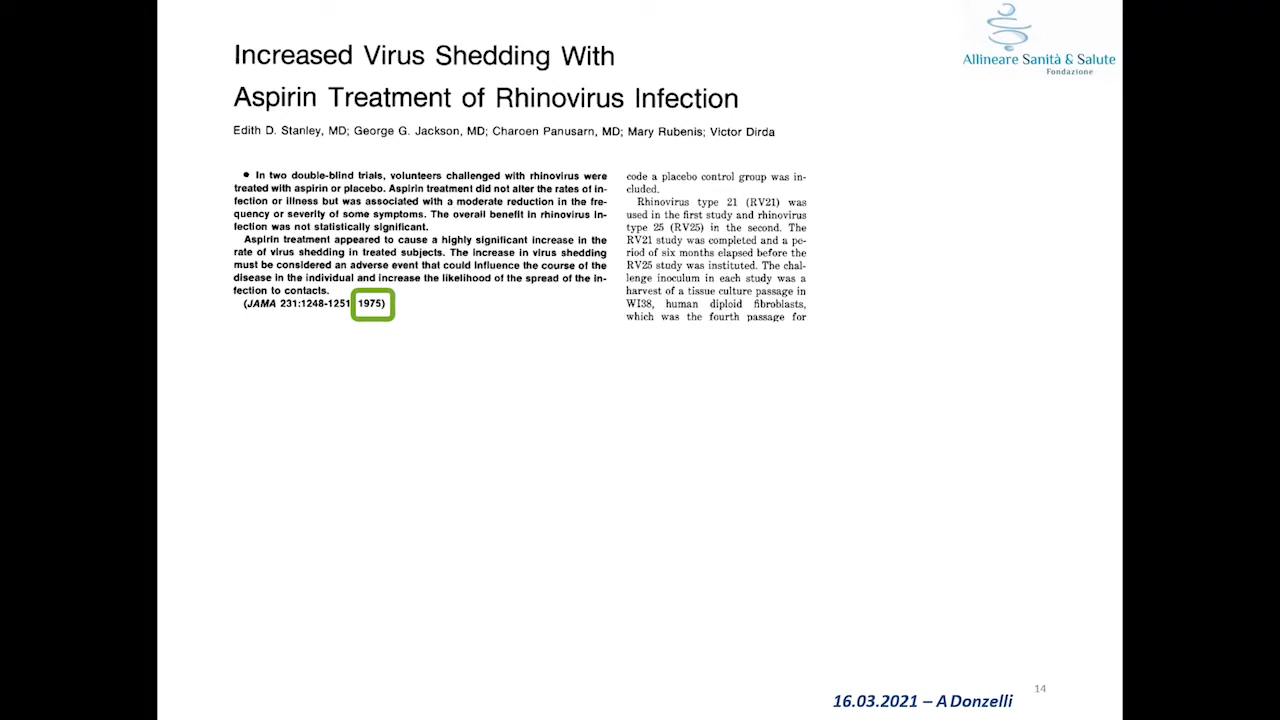 Increased Virus Shedding With
Aspirin Treatment of Rhinovirus Infection
Edith D. Stanley, MD; George G. Jackson, MD; Charoen Panusarn, MD; Mary Rubenis; Victor Dirda
Allineare Sanità & Salute
Fondazione
• In two double-blind trials, volunteers challenged with rhinovirus were
treated with aspirin or placebo. Aspirin treatment did not alter the rates of in-
fection or illness but was associated with a moderate reduction in the fre-
quency or severity of some symptoms. The overall benefit in rhinovirus in-
fection was not statistically significant.
Aspirin treatment appeared to cause a highly significant increase in the
rate of virus shedding in treated subjects. The increase in virus shedding
must be considered an adverse event that could influence the course of the
disease in the individual and increase the likelihood of the spread of the in-
fection to contacts.
(JAMA 231:1248-1251 1975)
code a placebo control group was in-
cluded.
Rhinovirus type 21 (RV21) was
used in the first study and rhinovirus
type 25 (RV25) in the second. The
RV21 study was completed and a pe-
riod of six months elapsed before the
RV25 study was instituted. The chal-
lenge inoculum in each study was a
harvest of a tissue culture passage in
WI38, human diploid fibroblasts,
which was the fourth passage for
16.03.2021 – A Donzelli
14